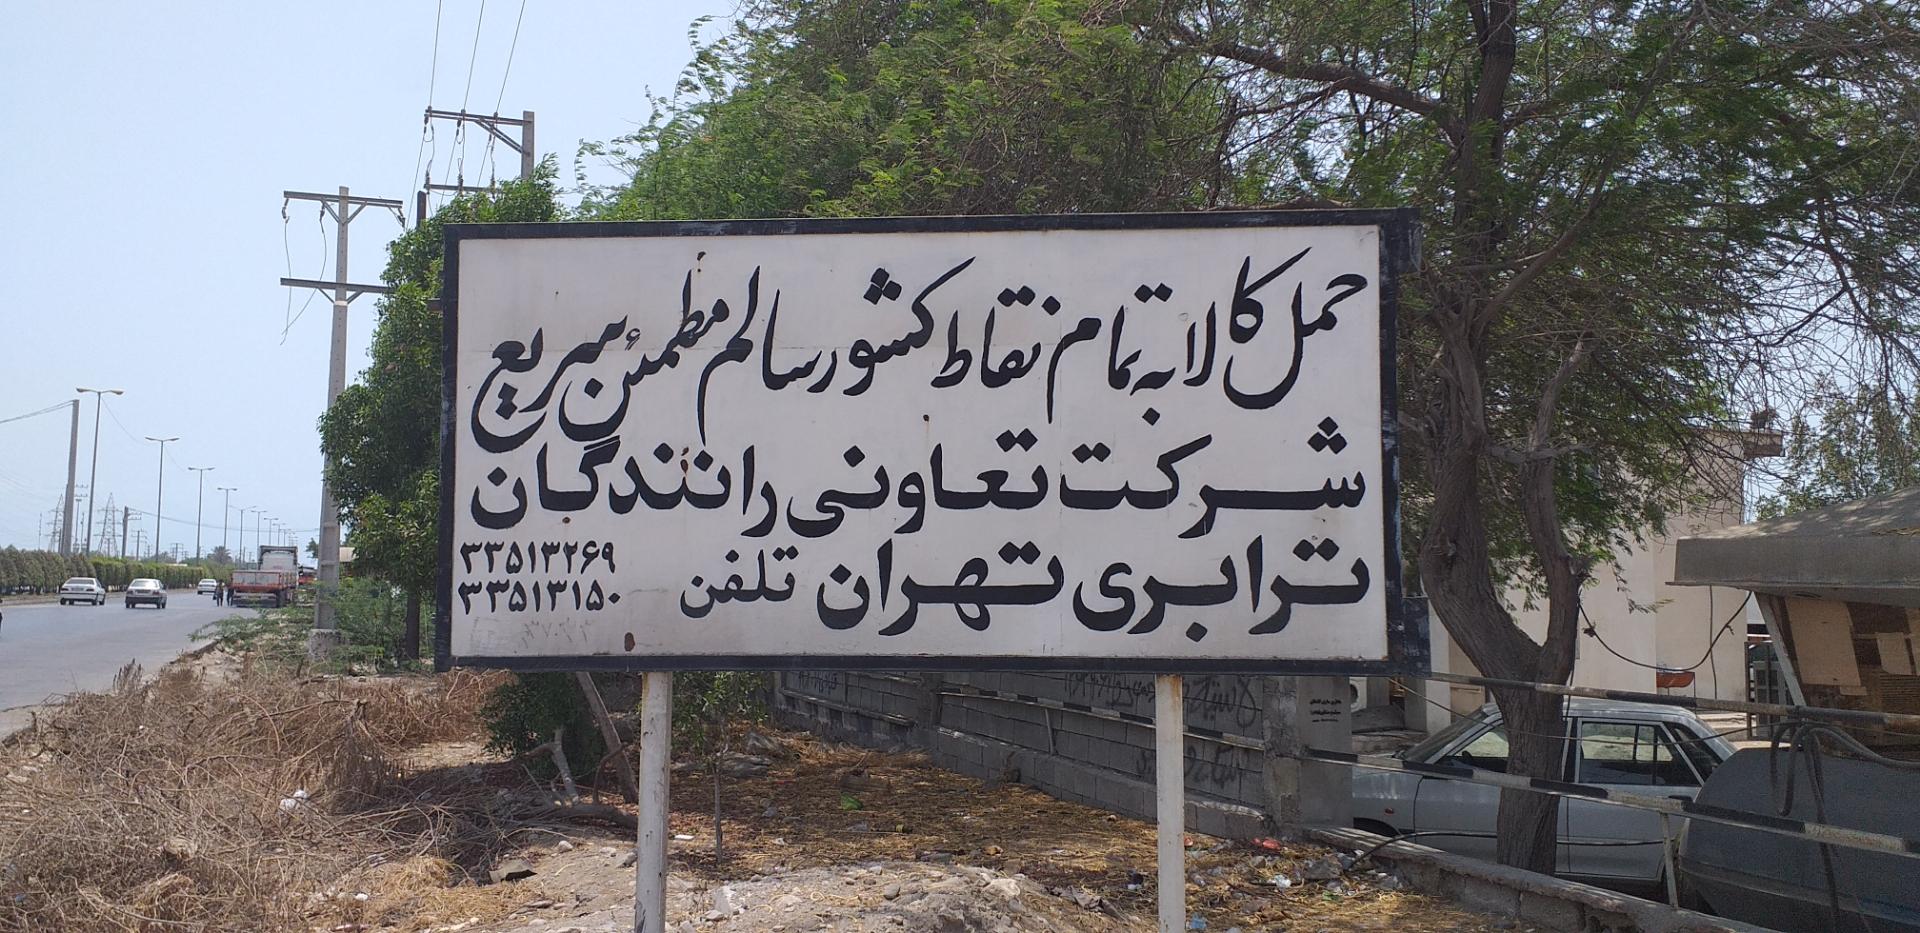 حمل کالا به تمام نقاط کشور سالم مطمئن سریع
شرکت تعاونی رانندگان
ترابری تهران تلفن
۳۳۵۱۳۲۶۹
۳۳۵۱۳۱۵۰